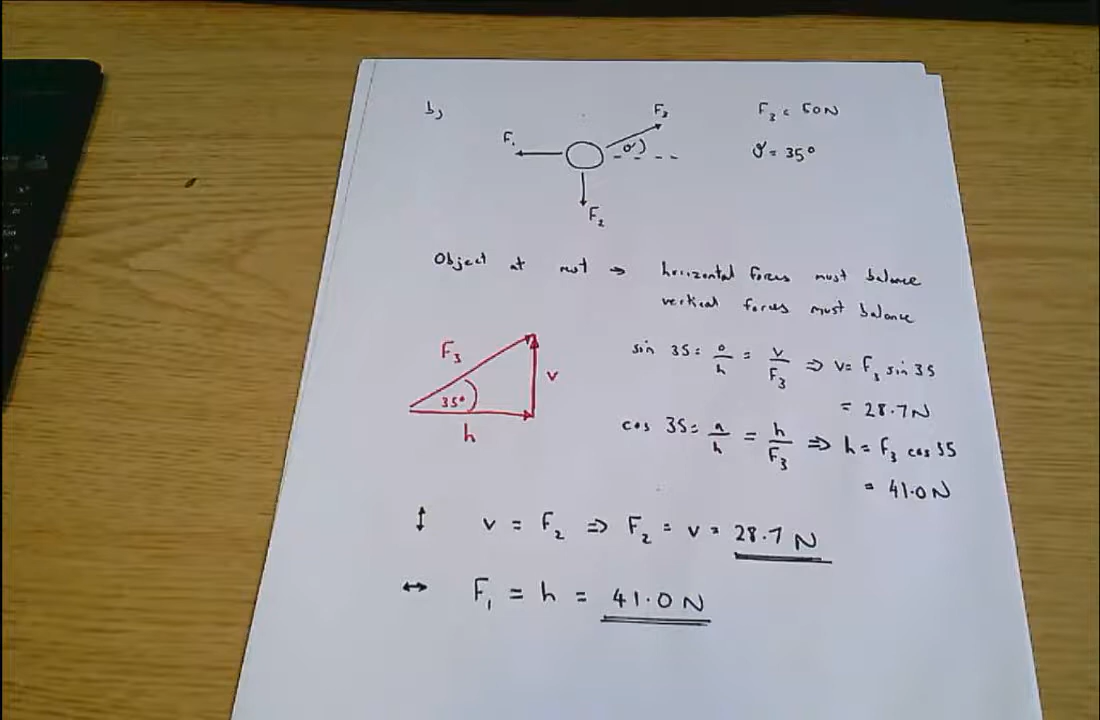 b)
F₃ = 50N
F₁
F₃
θ
θ = 35°
F₂
Object at rest → horizontal forces must balance
vertical forces must balance
sin 35 = o/h = v/F₃ ⇒ v = F₃ sin 35
= 28.7N
cos 35 = a/h = h/F₃ ⇒ h = F₃ cos 35
= 41.0N
F₃
v
35°
h
↕ v = F₂ ⇒ F₂ = v = 28.7 N
↔ F₁ = h = 41.0 N